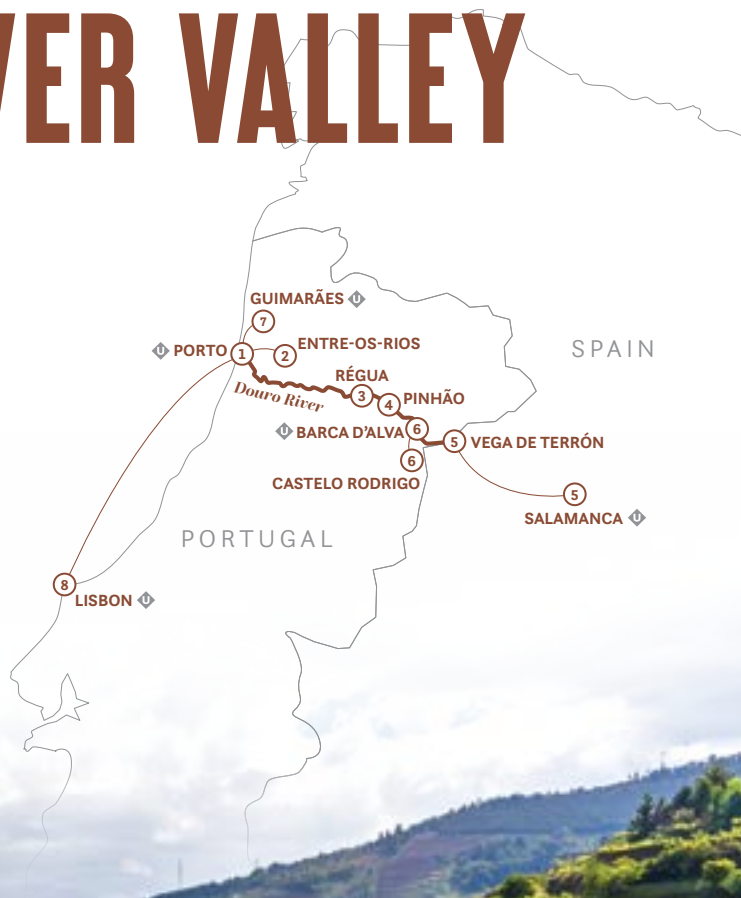 VER VALLEY
GUIMARÃES U
7
U PORTO 1
2 ENTRE-OS-RIOS
SPAIN
RÉGUA
Douro River
3
4 PINHÃO
U BARCA D'ALVA 6
5 VEGA DE TERRÓN
6
CASTELO RODRIGO
5
SALAMANCA U
PORTUGAL
8
LISBON U